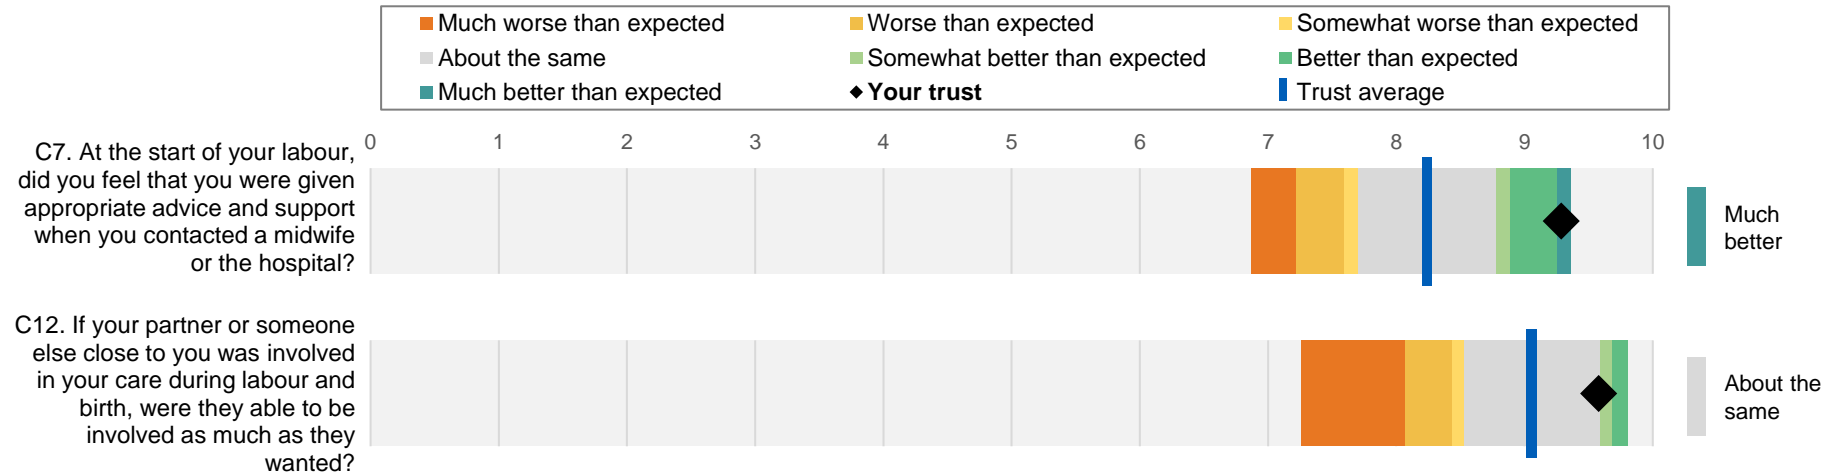 Much worse than expected
Worse than expected
Somewhat worse than expected
About the same
Somewhat better than expected
Better than expected
Much better than expected
Your trust
Trust average
0 1 2 3 4 5 6 7 8 9 10
C7. At the start of your labour,
did you feel that you were given
appropriate advice and support
when you contacted a midwife
or the hospital?
Much
better
C12. If your partner or someone
else close to you was involved
in your care during labour and
birth, were they able to be
involved as much as they
wanted?
About the
same